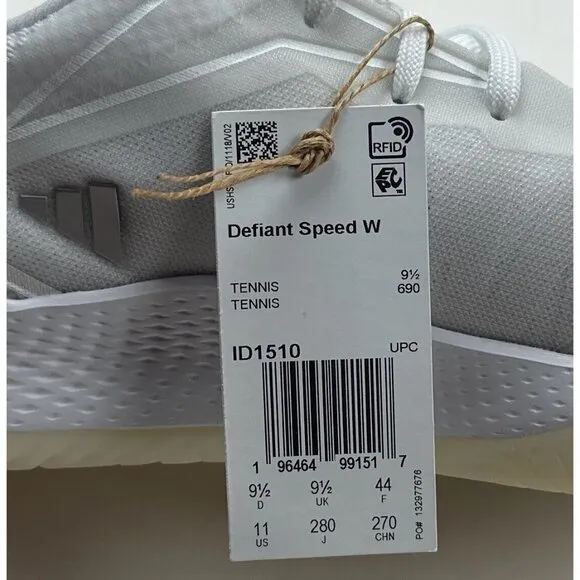 RFID
EPC™
Defiant Speed W
TENNIS 9½
TENNIS 690
ID1510 UPC
1 96464 99151 7
9½ 9½ 44
D UK F
11 280 270
US J CHN
PO# 132977676